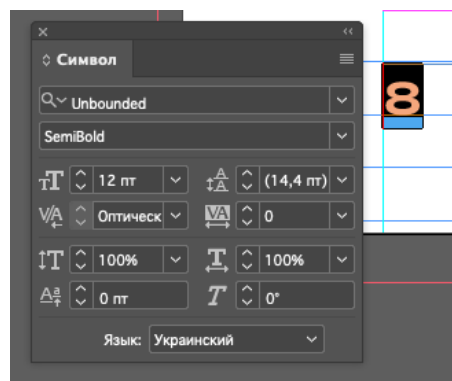 Символ
Unbounded
SemiBold
12 пт
(14,4 пт)
Оптическ
0
100%
100%
0 пт
0°
Язык: Украинский
8